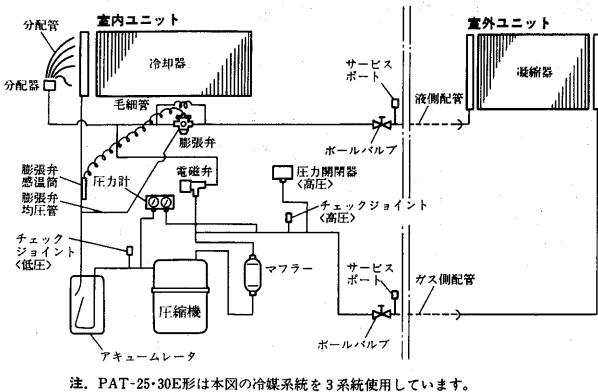 室内ユニット
室外ユニット
分配管
分配器
冷却器
凝縮器
毛細管
膨張弁
サービス
ポート
液側配管
ボールバルブ
膨張弁
感温筒
圧力計
電磁弁
圧力開閉器
<高圧>
膨張弁
均圧管
チェックジョイント
<高圧>
チェック
ジョイント
<低圧>
マフラー
サービス
ポート
ガス側配管
圧縮機
ボールバルブ
アキュームレータ
注. PAT-25・30E形は本図の冷媒系統を3系統使用しています。